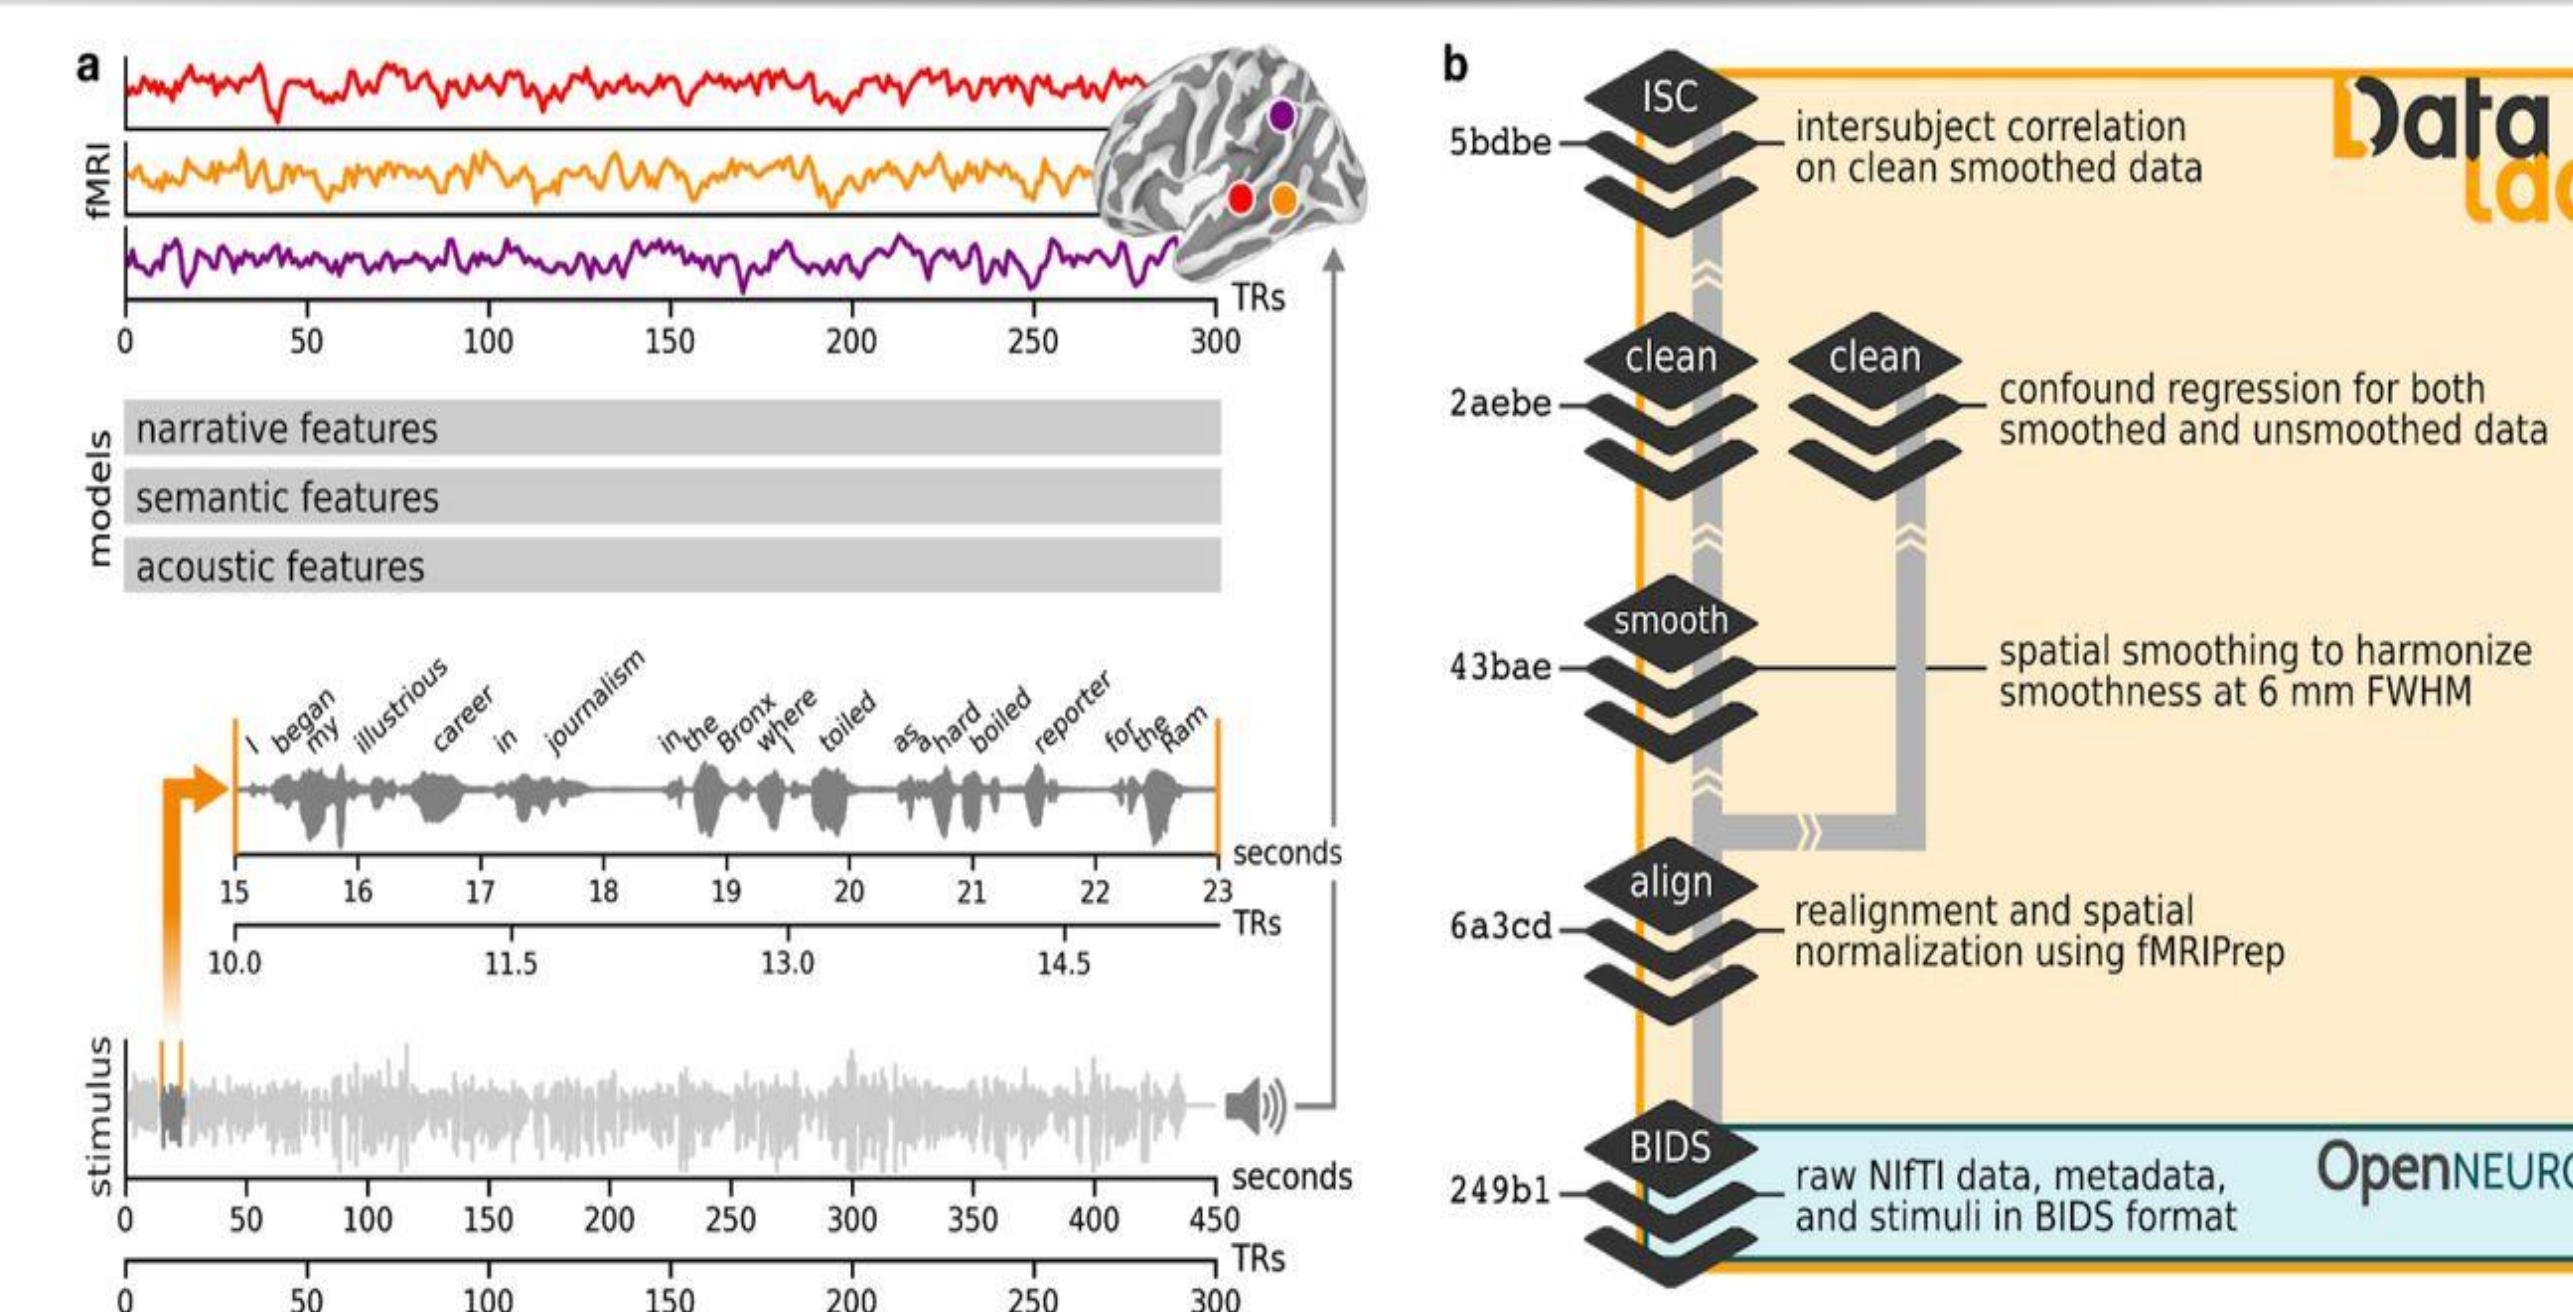 a
fMRI
TRs
0 50 100 150 200 250 300
models
narrative features
semantic features
acoustic features
I began my illustrious career in journalism in the Bronx where I toiled as a hard boiled reporter for the Ram
seconds
15 16 17 18 19 20 21 22 23
TRs
10.0 11.5 13.0 14.5
stimulus
seconds
0 50 100 150 200 250 300 350 400 450
TRs
0 50 100 150 200 250 300
b
Data
lad
ISC
5bdbe
intersubject correlation
on clean smoothed data
clean
clean
2aebe
confound regression for both
smoothed and unsmoothed data
smooth
43bae
spatial smoothing to harmonize
smoothness at 6 mm FWHM
align
6a3cd
realignment and spatial
normalization using fMRIPrep
BIDS
249b1
raw NIfTI data, metadata,
and stimuli in BIDS format
OpenNEURO